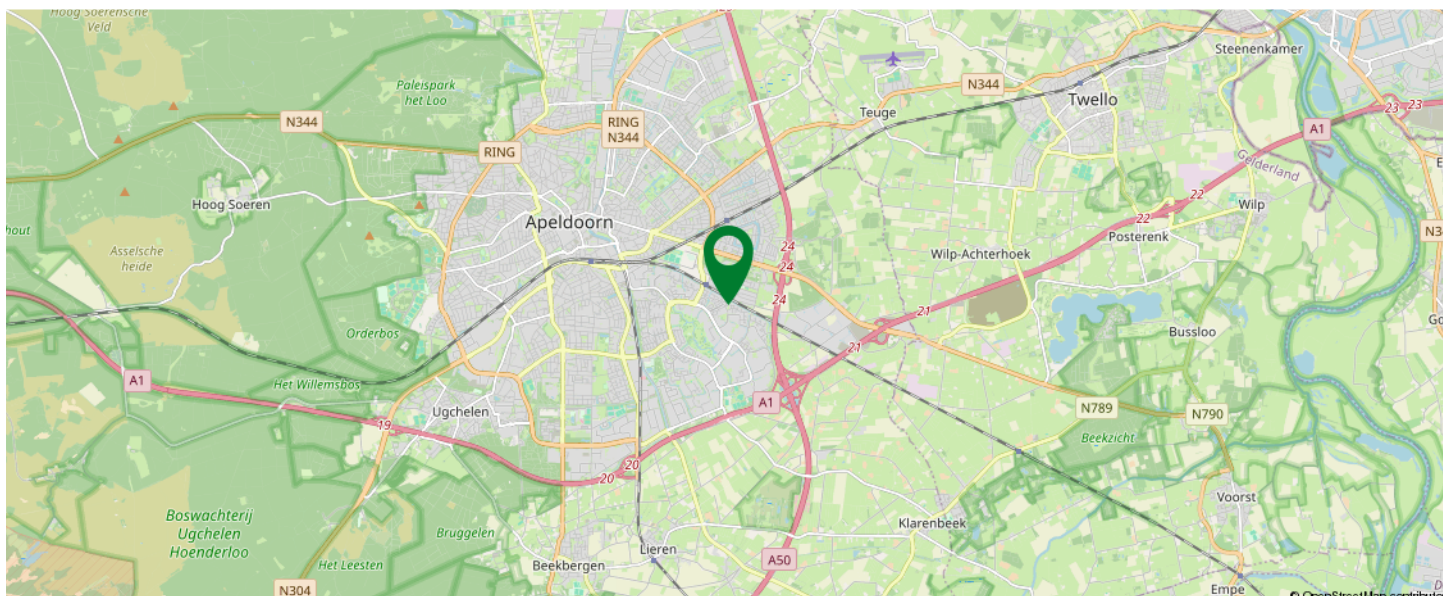 Hoog Soerensche
Veld
Steenenkamer
Paleispark
het Loo
N344
Twello
23
23
N344
Teuge
RING
N344
A1
RING
Gelderland
22
Hoog Soeren
Wilp
22
Apeldoorn
Posterenk
hout
Asselsche
heide
24
Wilp-Achterhoek
24
24
21
Orderbos
Bussloo
21
A1
Het Willemsbos
A1
N789
N790
Ugchelen
19
Beekzicht
20
20
Voorst
Boswachterij
Ugchelen
Hoenderloo
Bruggelen
Klarenbeek
Lieren
A50
Het Leesten
Beekbergen
N304
Empe
© OpenStreetMap contributo